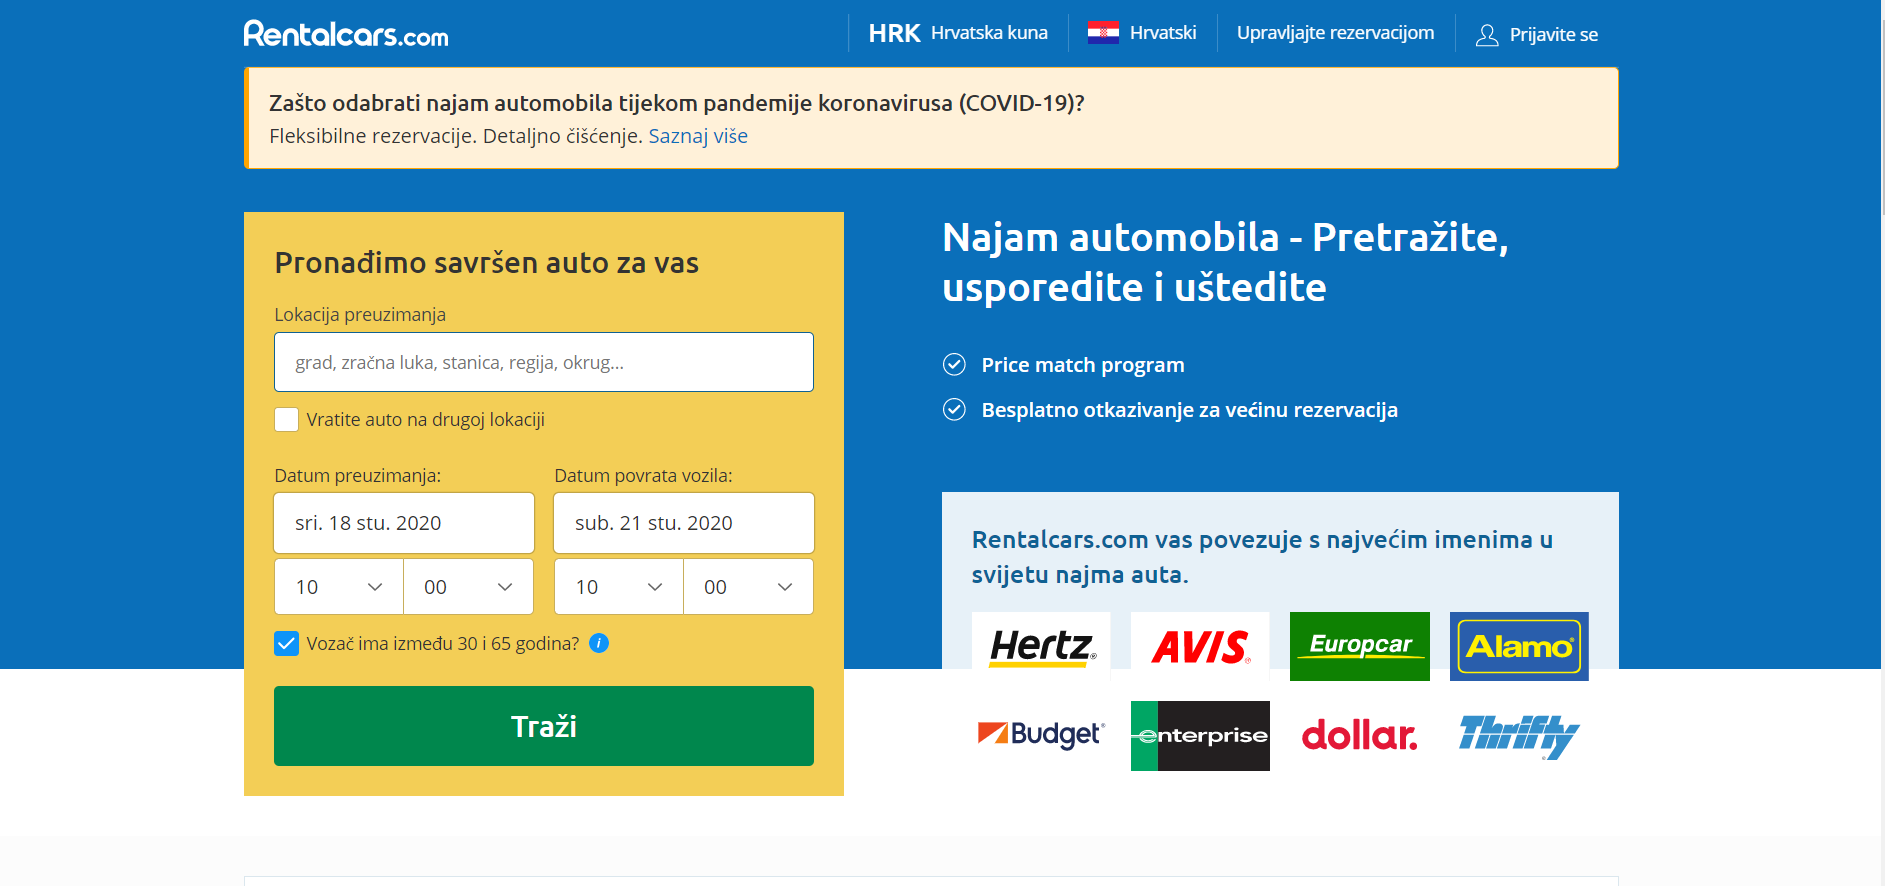 Rentalcars.com
HRK Hrvatska kuna
Hrvatski
Upravljajte rezervacijom
Prijavite se
Zašto odabrati najam automobila tijekom pandemije koronavirusa (COVID-19)?
Fleksibilne rezervacije. Detaljno čišćenje. Saznaj više
Pronađimo savršen auto za vas
Lokacija preuzimanja
grad, zračna luka, stanica, regija, okrug...
Vratite auto na drugoj lokaciji
Datum preuzimanja:
Datum povrata vozila:
sri. 18 stu. 2020
sub. 21 stu. 2020
10
00
10
00
Vozač ima između 30 i 65 godina?
Traži
Najam automobila - Pretražite,
usporedite i uštedite
Price match program
Besplatno otkazivanje za većinu rezervacija
Rentalcars.com vas povezuje s najvećim imenima u
svijetu najma auta.
Hertz®
AVIS®
Europcar
Alamo®
Budget®
enterprise
dollar.
Thrifty